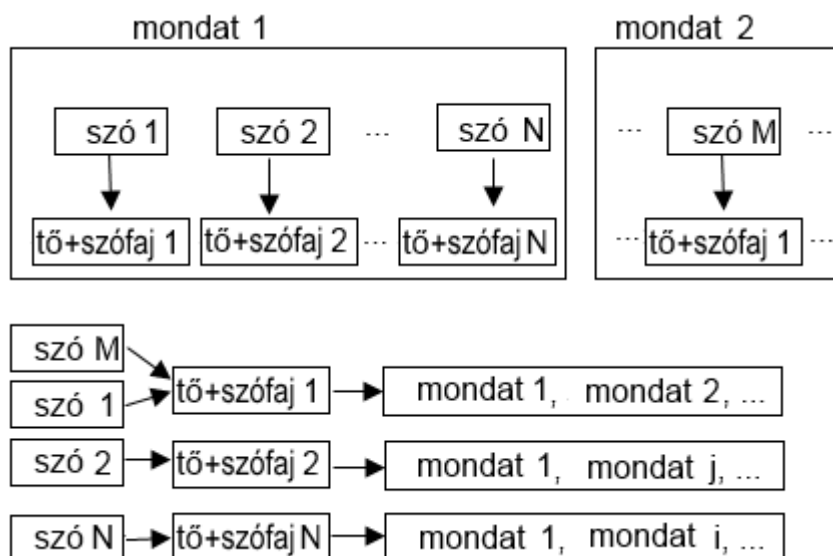 mondat 1 mondat 2
szó 1 szó 2 ... szó N ... szó M ...
tő+szófaj 1 tő+szófaj 2 ... tő+szófaj N ... tő+szófaj 1 ...
szó M
tő+szófaj 1 mondat 1, mondat 2, ...
szó 1
szó 2 tő+szófaj 2 mondat 1, mondat j, ...
szó N tő+szófaj N mondat 1, mondat i, ...